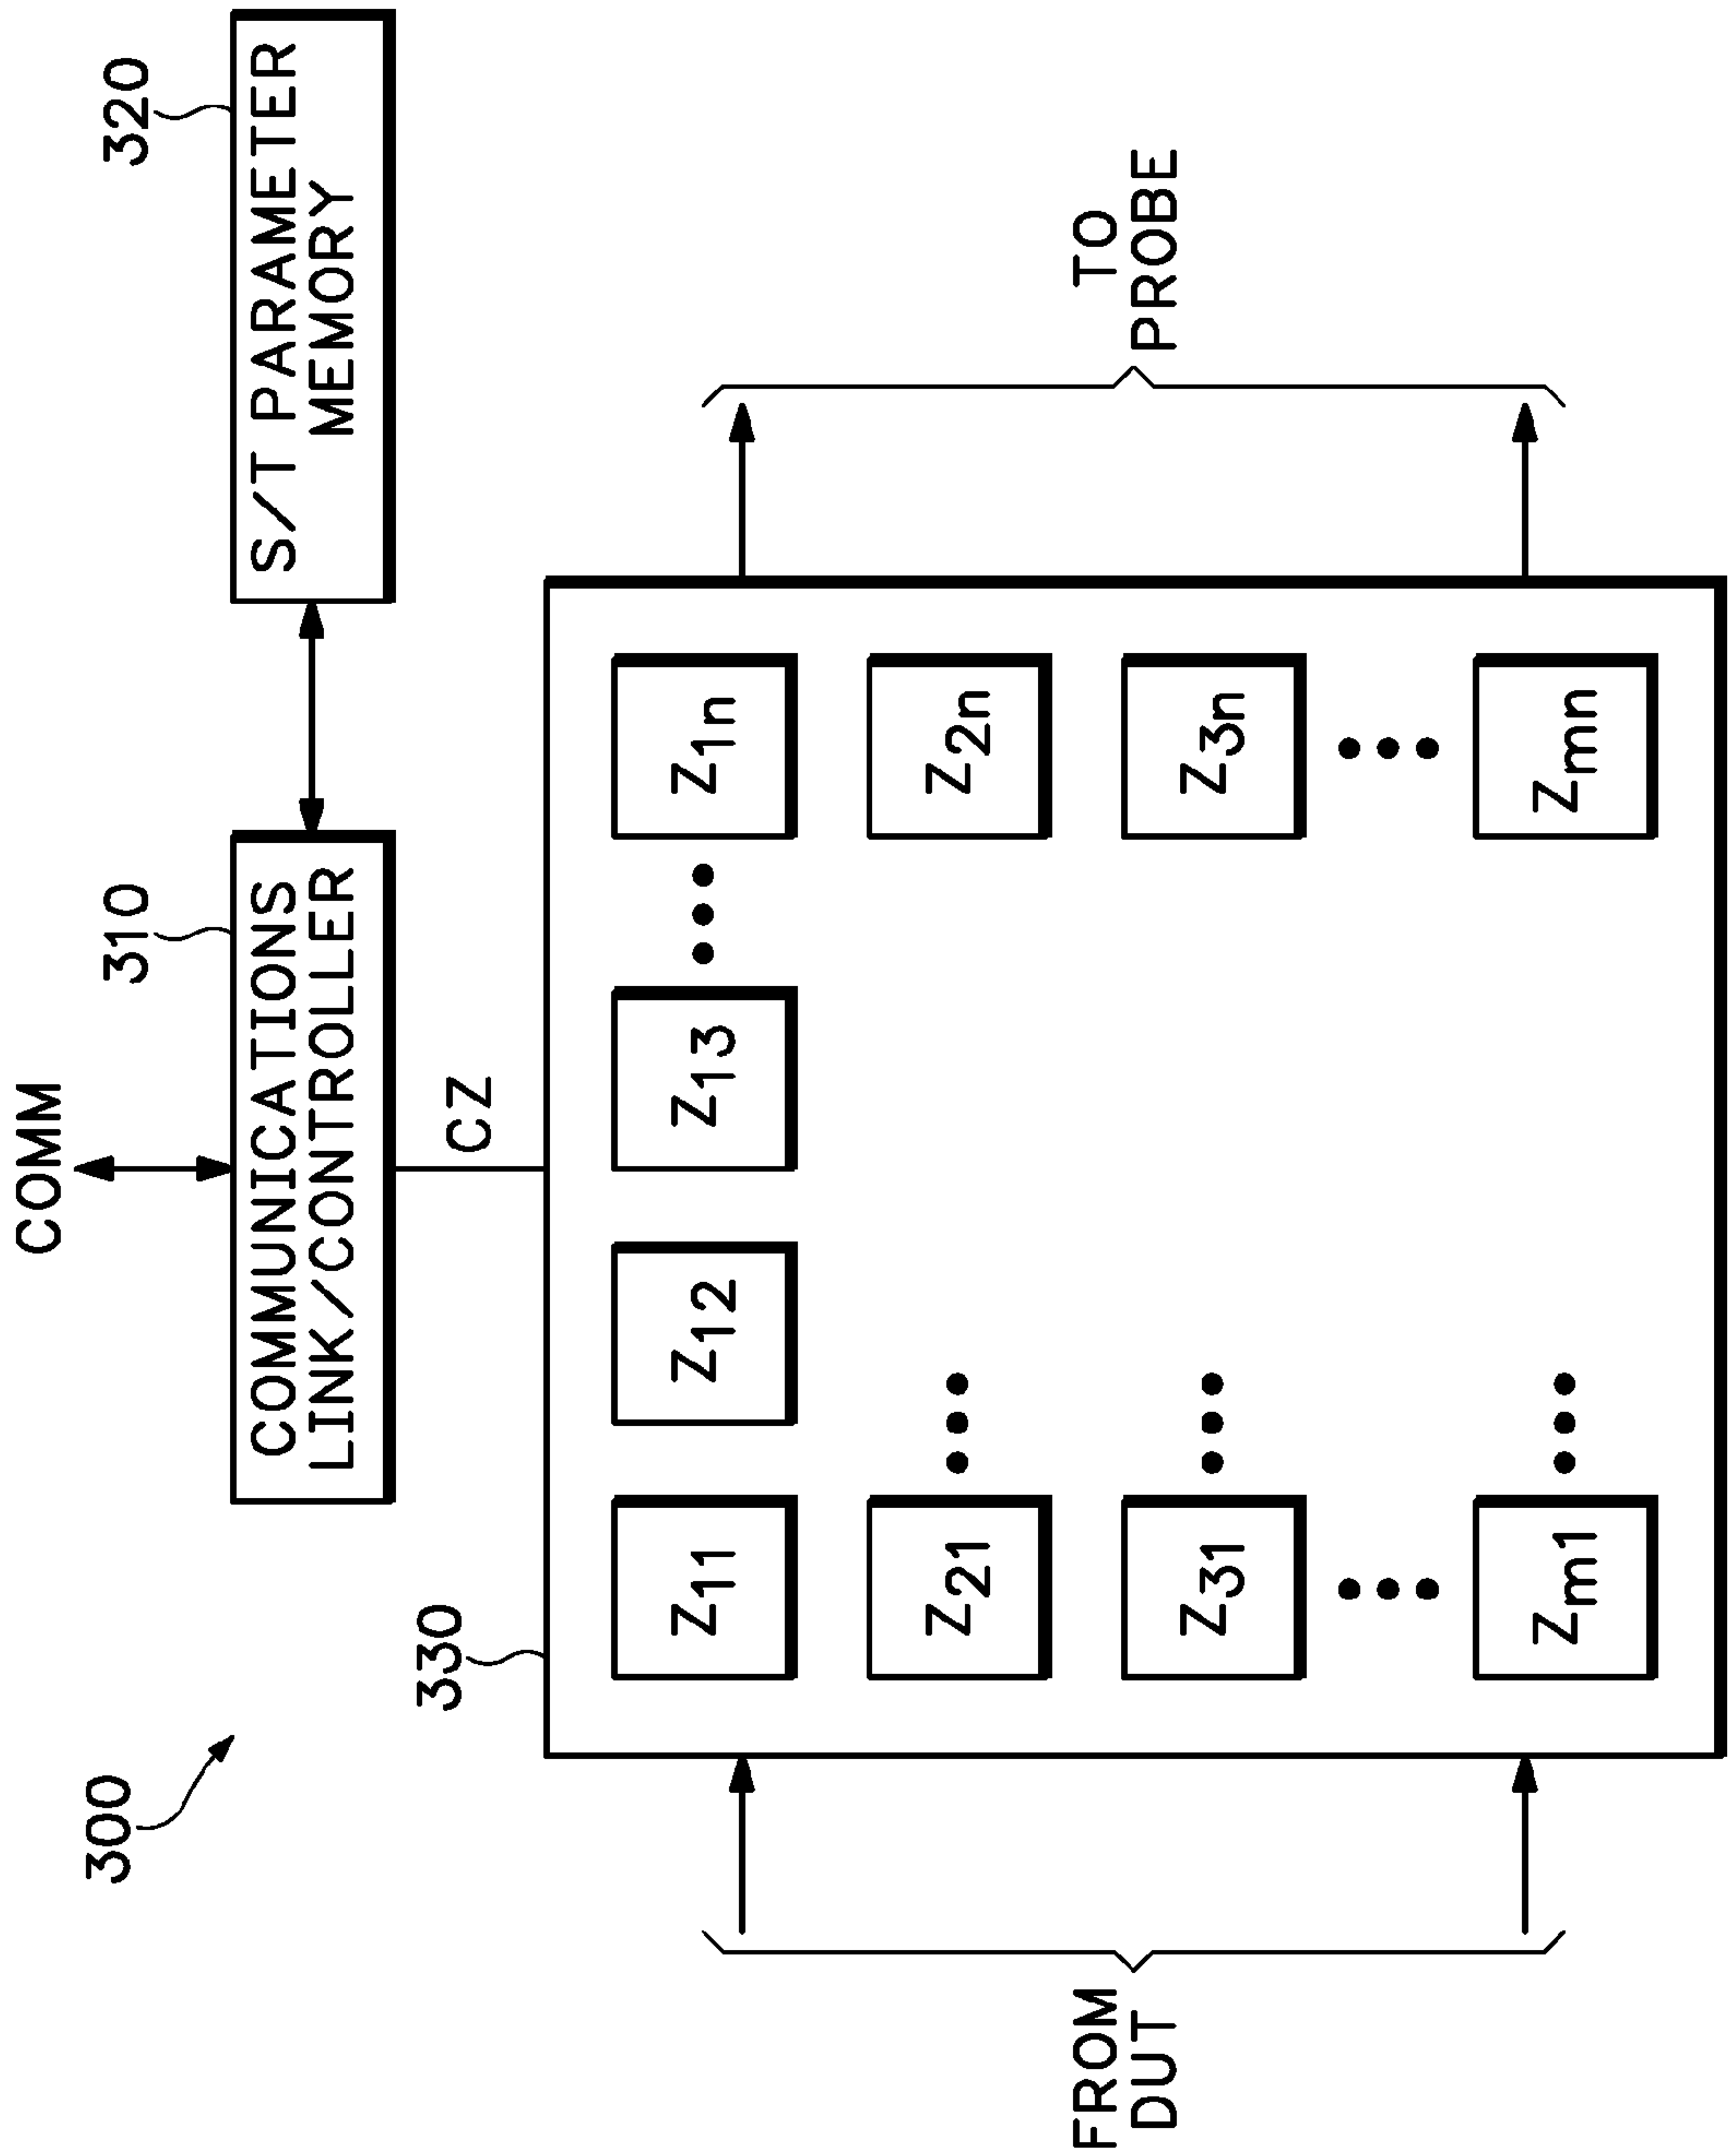 300
COMM
310
320
COMMUNICATIONS
LINK/CONTROLLER
S/T PARAMETER
MEMORY
CZ
330
Z11
Z12
Z13
Z1n
Z21
Z2n
Z31
Z3n
Zm1
Zmn
FROM
DUT
TO
PROBE